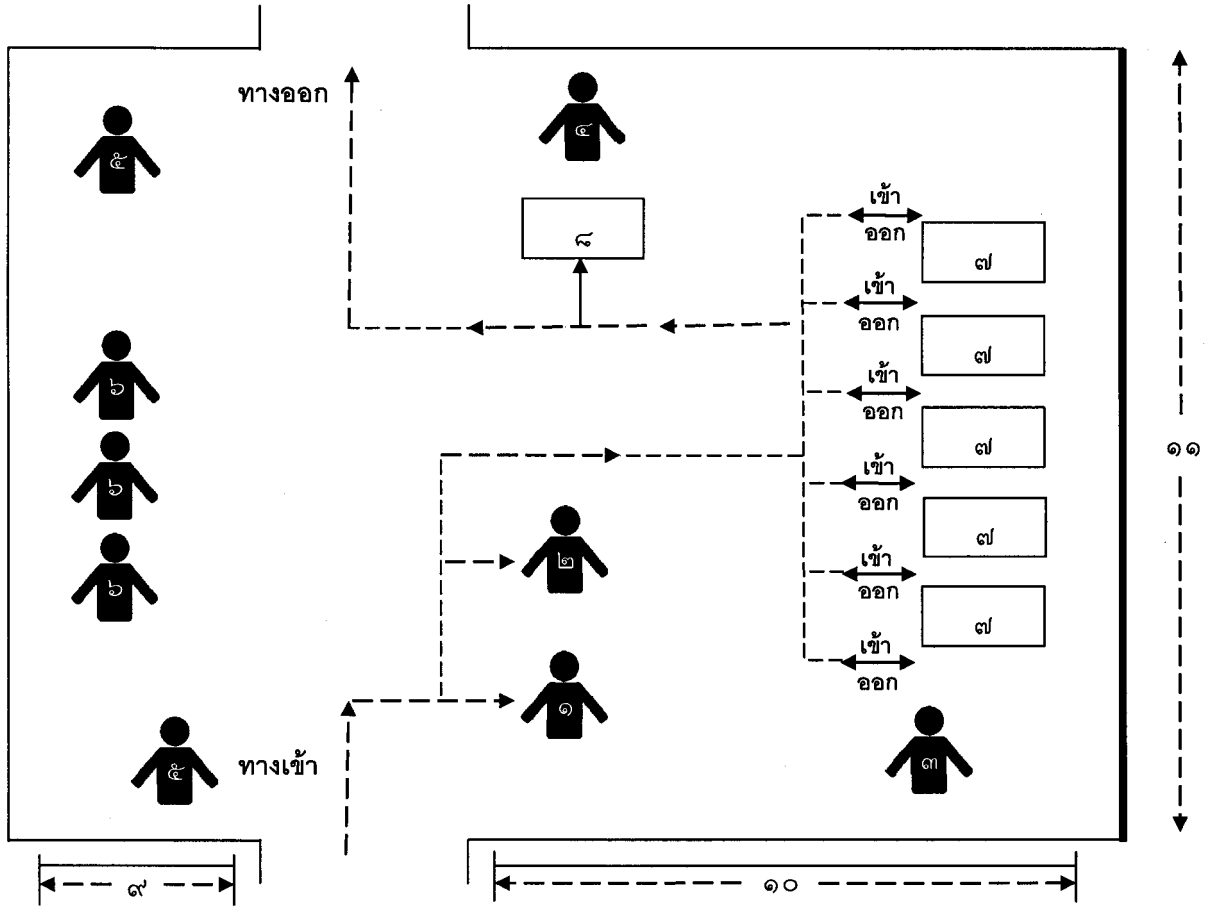 ทางออก
๕
๔
๘
เข้า
ออก
๗
เข้า
ออก
๗
๖
เข้า
ออก
๗
๑๑
๖
เข้า
ออก
๗
๒
๖
เข้า
ออก
๗
เข้า
ออก
๑
ทางเข้า
๕
๓
๙
๑๐